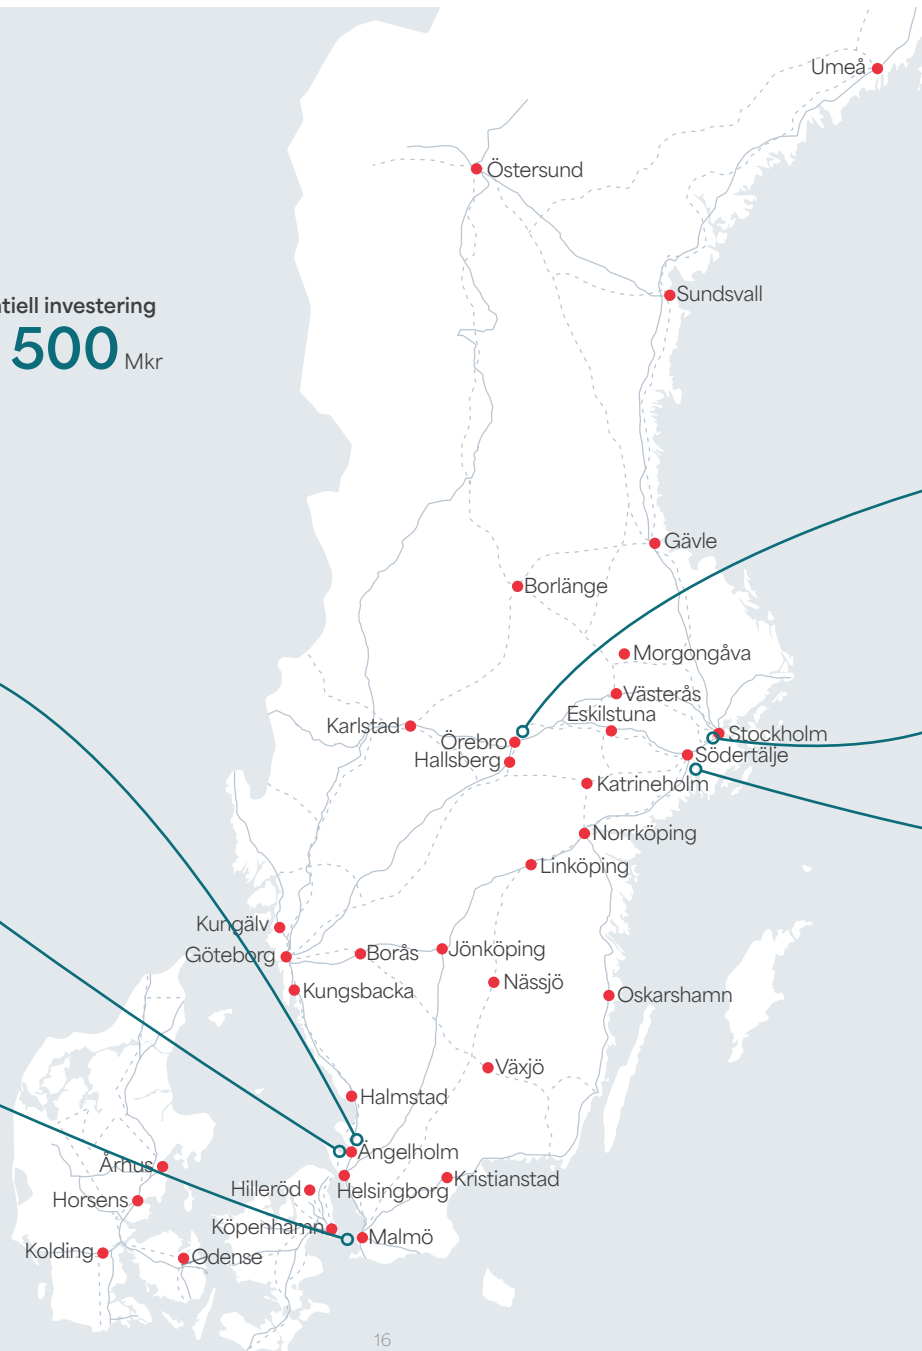 Umeå
Östersund
Sundsvall
tiell investering
500 Mkr
Gävle
Borlänge
Morgongåva
Västerås
Eskilstuna
Karlstad
Stockholm
Örebro
Södertälje
Hallsberg
Katrineholm
Norrköping
Linköping
Kungälv
Göteborg
Borås
Jönköping
Nässjö
Kungsbacka
Oskarshamn
Växjö
Halmstad
Ängelholm
Århus
Kristianstad
Hilleröd
Helsingborg
Horsens
Köpenhamn
Malmö
Kolding
Odense
16